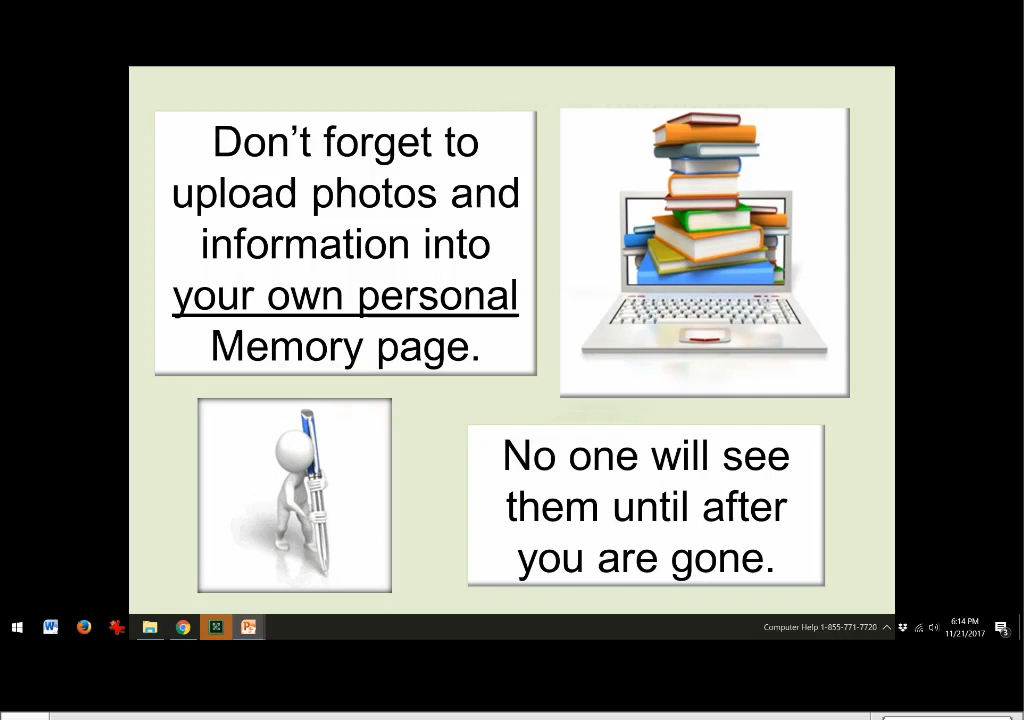 Don't forget to
upload photos and
information into
your own personal
Memory page.
No one will see
them until after
you are gone.
Computer Help 1-855-771-7720
6:14 PM
11/21/2017
3